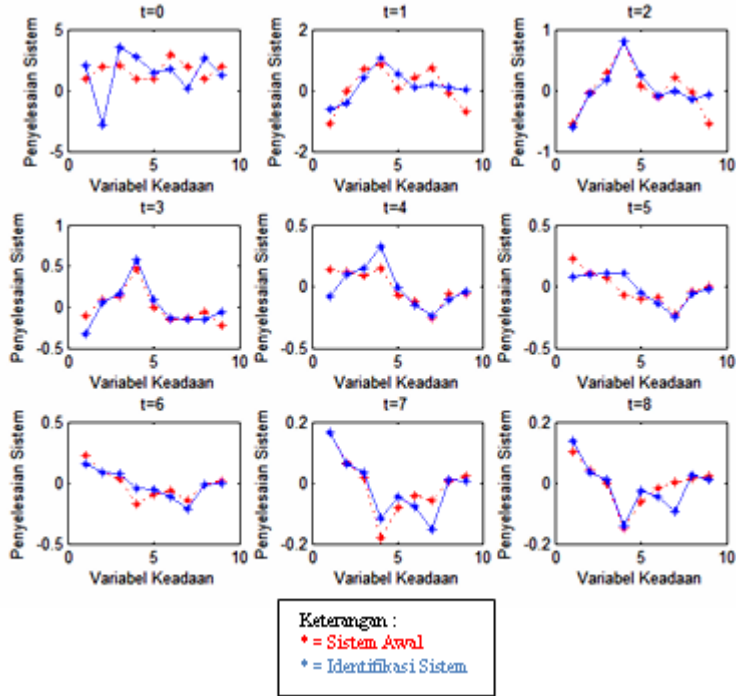 t=0
t=1
t=2
5
0
-5
Penyelesaian Sistem
0
5
10
Variabel Keadaan
2
0
-2
Penyelesaian Sistem
0
5
10
Variabel Keadaan
1
0
-1
Penyelesaian Sistem
0
5
10
Variabel Keadaan
t=3
t=4
t=5
1
0.5
0
-0.5
Penyelesaian Sistem
0
5
10
Variabel Keadaan
0.5
0
-0.5
Penyelesaian Sistem
0
5
10
Variabel Keadaan
0.5
0
-0.5
Penyelesaian Sistem
0
5
10
Variabel Keadaan
t=6
t=7
t=8
0.5
0
-0.5
Penyelesaian Sistem
0
5
10
Variabel Keadaan
0.2
0
-0.2
Penyelesaian Sistem
0
5
10
Variabel Keadaan
0.2
0
-0.2
Penyelesaian Sistem
0
5
10
Variabel Keadaan
Keterangan :
* = Sistem Awal
* = Identifikasi Sistem